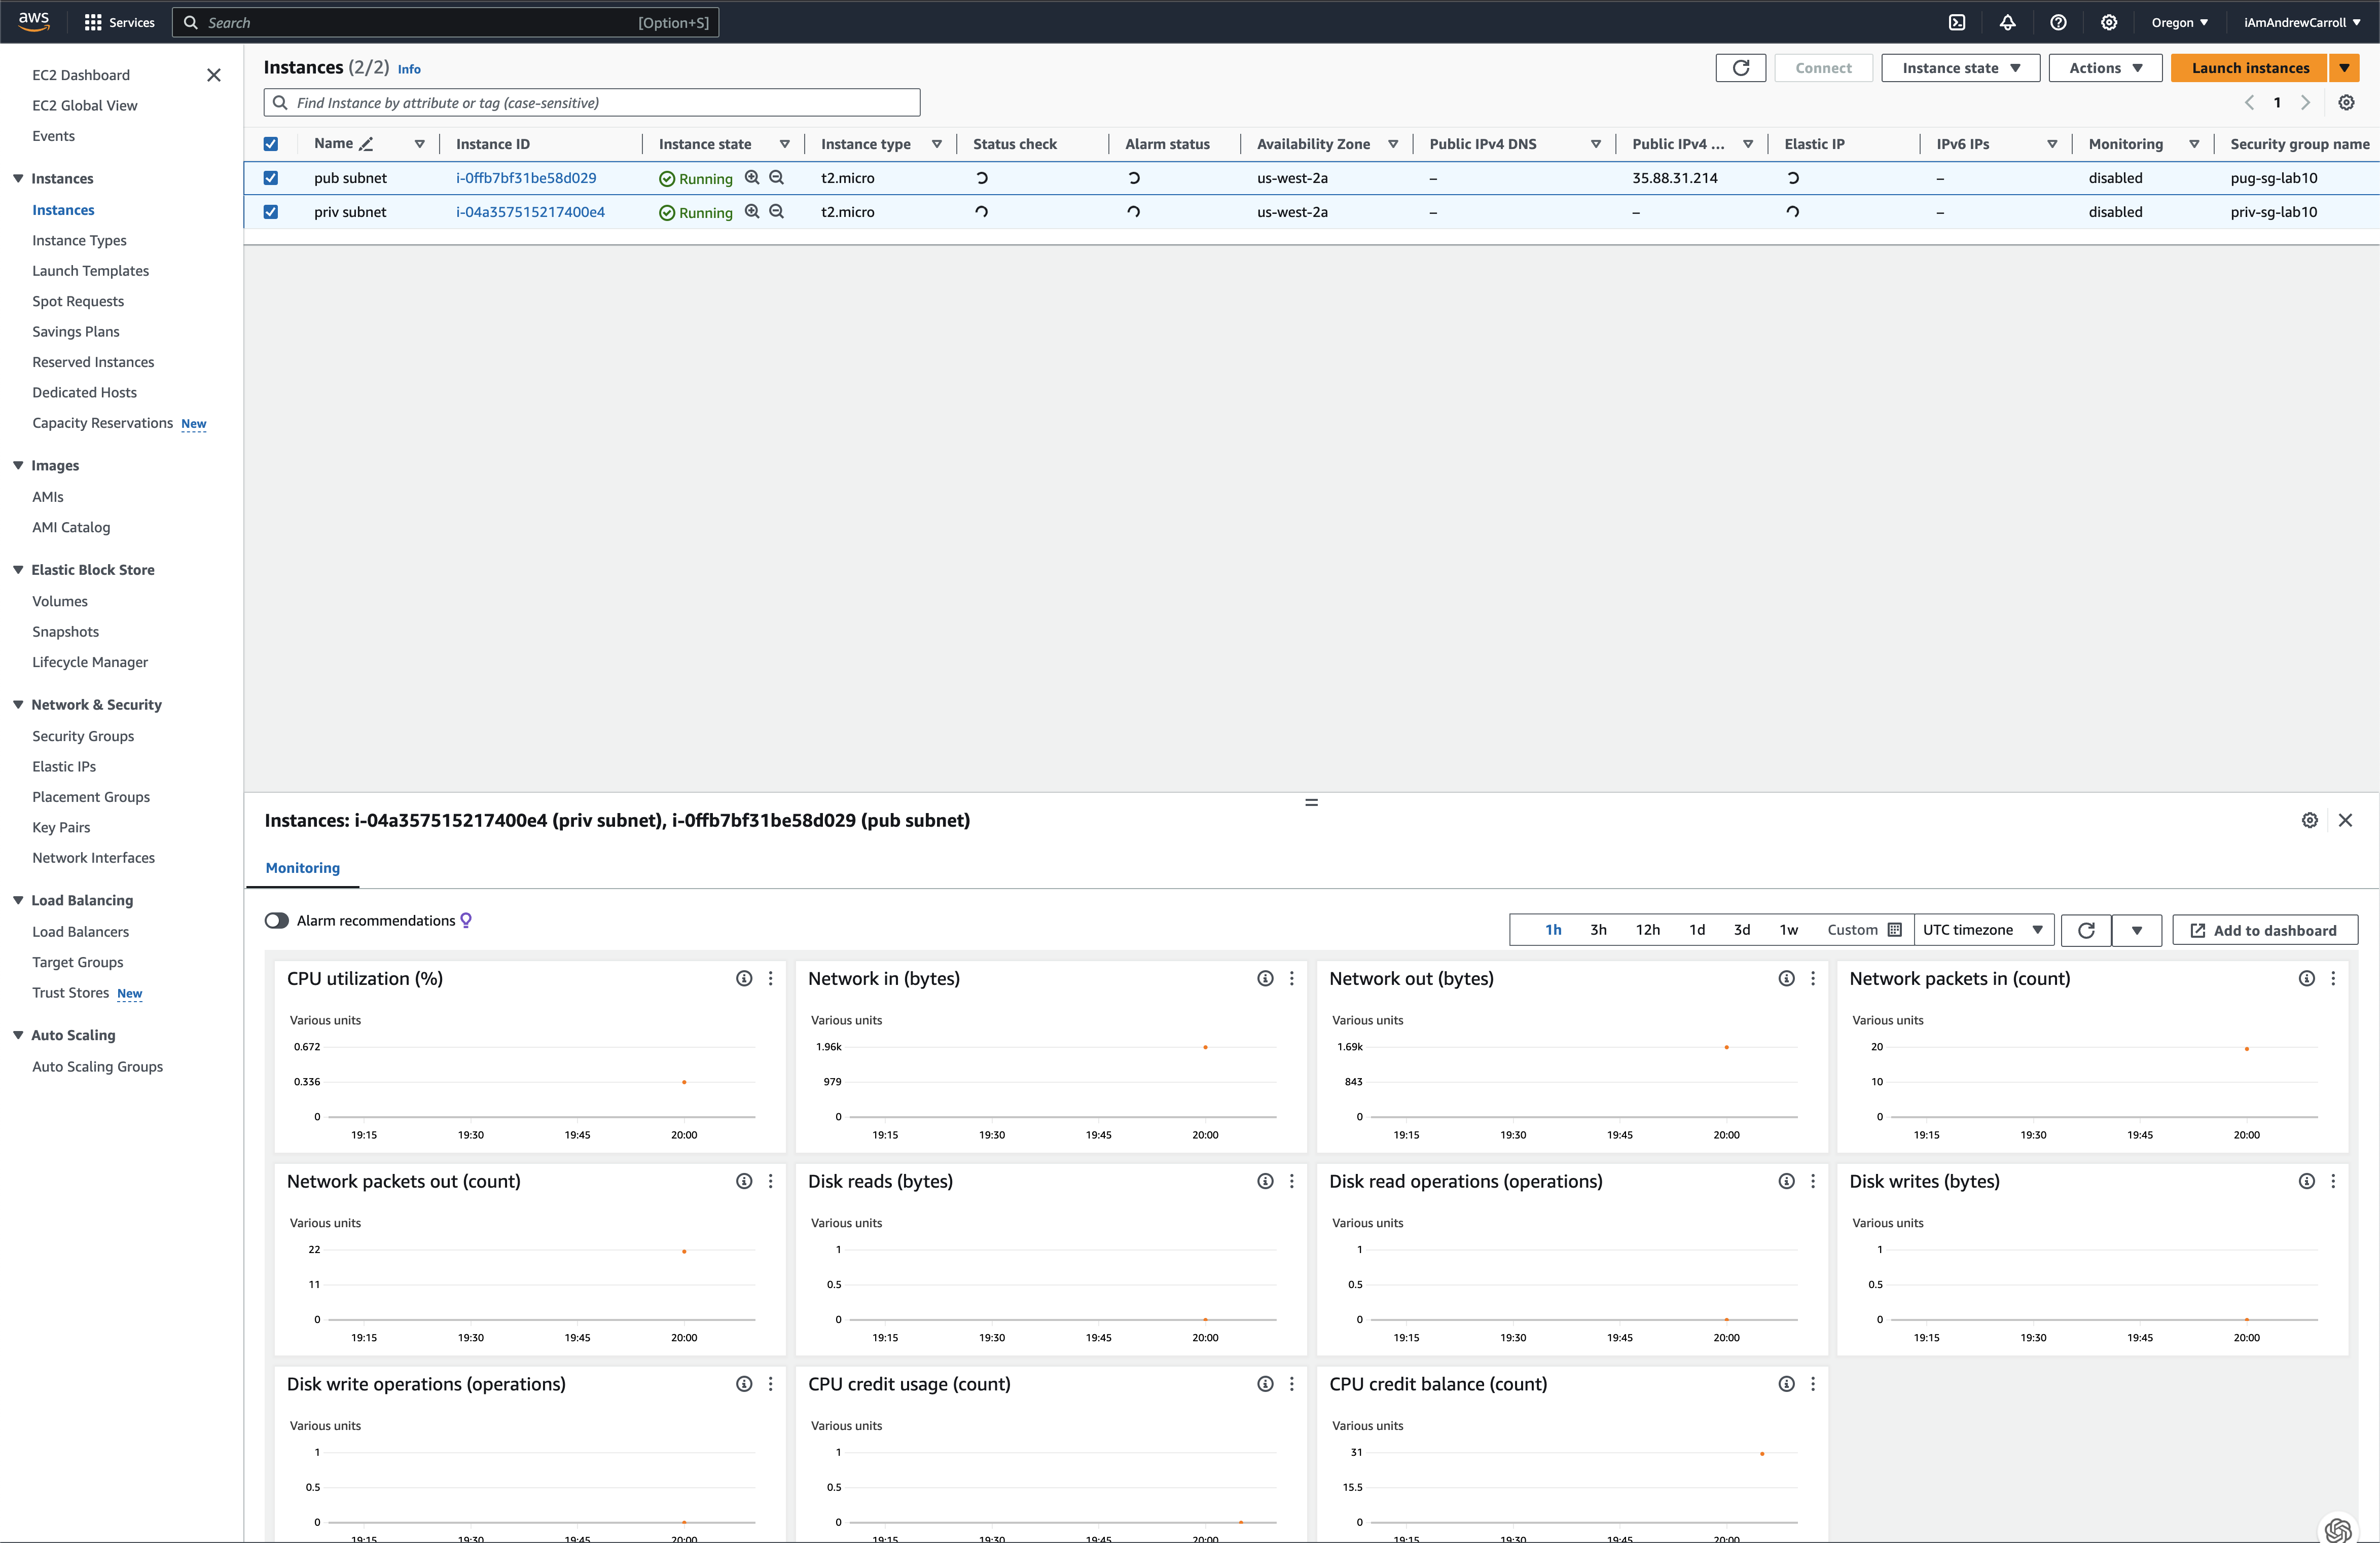 aws Services Search [Option+S] Oregon iAmAndrewCarroll
EC2 Dashboard
EC2 Global View
Events
Instances
Instances
Instance Types
Launch Templates
Spot Requests
Savings Plans
Reserved Instances
Dedicated Hosts
Capacity Reservations New
Images
AMIs
AMI Catalog
Elastic Block Store
Volumes
Snapshots
Lifecycle Manager
Network & Security
Security Groups
Elastic IPs
Placement Groups
Key Pairs
Network Interfaces
Load Balancing
Load Balancers
Target Groups
Trust Stores New
Auto Scaling
Auto Scaling Groups
Instances (2/2) Info Connect Instance state Actions Launch instances
Find Instance by attribute or tag (case-sensitive) 1
Name Instance ID Instance state Instance type Status check Alarm status Availability Zone Public IPv4 DNS Public IPv4 ... Elastic IP IPv6 IPs Monitoring Security group name
pub subnet i-0ffb7bf31be58d029 Running t2.micro us-west-2a – 35.88.31.214 – disabled pug-sg-lab10
priv subnet i-04a357515217400e4 Running t2.micro us-west-2a – – – disabled priv-sg-lab10
Instances: i-04a357515217400e4 (priv subnet), i-0ffb7bf31be58d029 (pub subnet)
Monitoring
Alarm recommendations 1h 3h 12h 1d 3d 1w Custom UTC timezone Add to dashboard
CPU utilization (%)
Various units
0.672
0.336
0
19:15 19:30 19:45 20:00
Network in (bytes)
Various units
1.96k
979
0
19:15 19:30 19:45 20:00
Network out (bytes)
Various units
1.69k
843
0
19:15 19:30 19:45 20:00
Network packets in (count)
Various units
20
10
0
19:15 19:30 19:45 20:00
Network packets out (count)
Various units
22
11
0
19:15 19:30 19:45 20:00
Disk reads (bytes)
Various units
1
0.5
0
19:15 19:30 19:45 20:00
Disk read operations (operations)
Various units
1
0.5
0
19:15 19:30 19:45 20:00
Disk writes (bytes)
Various units
1
0.5
0
19:15 19:30 19:45 20:00
Disk write operations (operations)
Various units
1
0.5
0
19:15 19:30 19:45 20:00
CPU credit usage (count)
Various units
1
0.5
0
19:15 19:30 19:45 20:00
CPU credit balance (count)
Various units
31
15.5
0
19:15 19:30 19:45 20:00